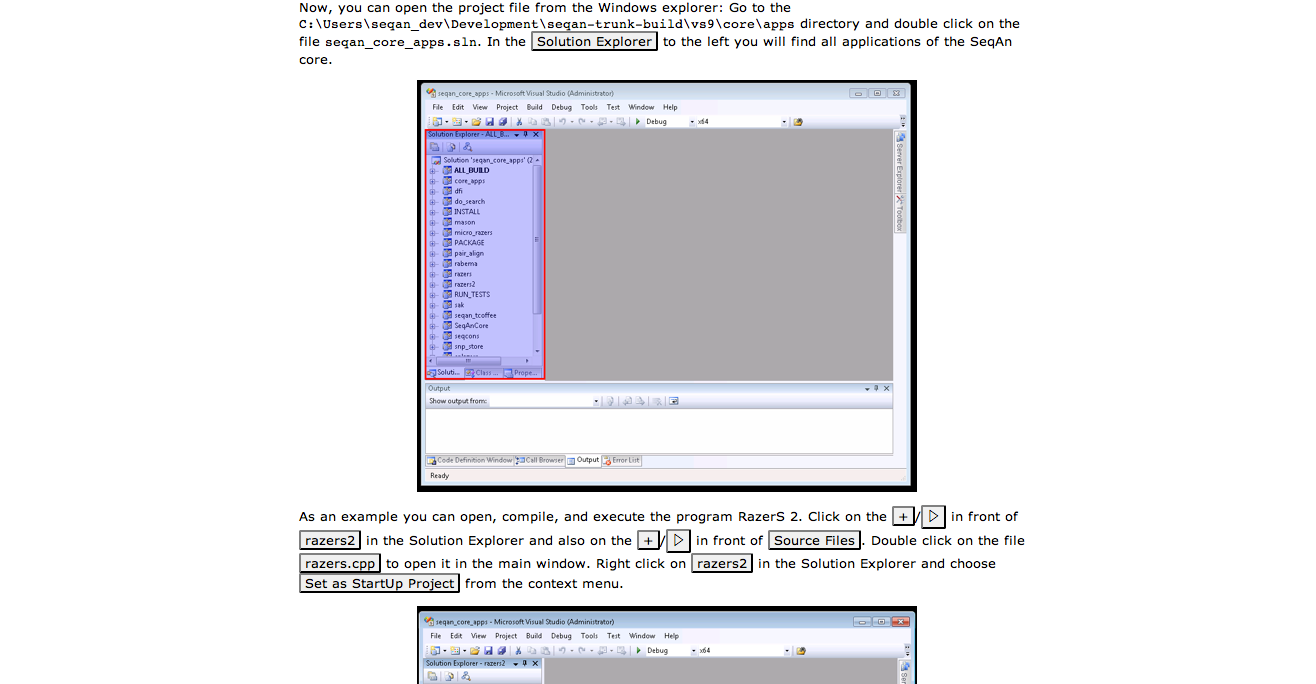 Now, you can open the project file from the Windows explorer: Go to the
C:\Users\seqan_dev\Development\seqan-trunk-build\vs9\core\apps directory and double click on the
file seqan_core_apps.sln. In the Solution Explorer to the left you will find all applications of the SeqAn
core.
seqan_core_apps - Microsoft Visual Studio (Administrator)
File Edit View Project Build Debug Tools Test Window Help
Debug x64
Solution Explorer - ALL_B...
Solution 'seqan_core_apps' (2
ALL_BUILD
core_apps
dfi
do_search
INSTALL
mason
micro_razers
PACKAGE
pair_align
rabema
razers
razers2
RUN_TESTS
sak
seqan_tcoffee
SeqAnCore
seqcons
snp_store
Soluti... Class ... Prope...
Server Explorer
Toolbox
Output
Show output from:
Code Definition Window Call Browser Output Error List
Ready
As an example you can open, compile, and execute the program RazerS 2. Click on the +/▷ in front of
razers2 in the Solution Explorer and also on the +/▷ in front of Source Files. Double click on the file
razers.cpp to open it in the main window. Right click on razers2 in the Solution Explorer and choose
Set as StartUp Project from the context menu.
seqan_core_apps - Microsoft Visual Studio (Administrator)
File Edit View Project Build Debug Tools Test Window Help
Debug x64
Solution Explorer - razers2